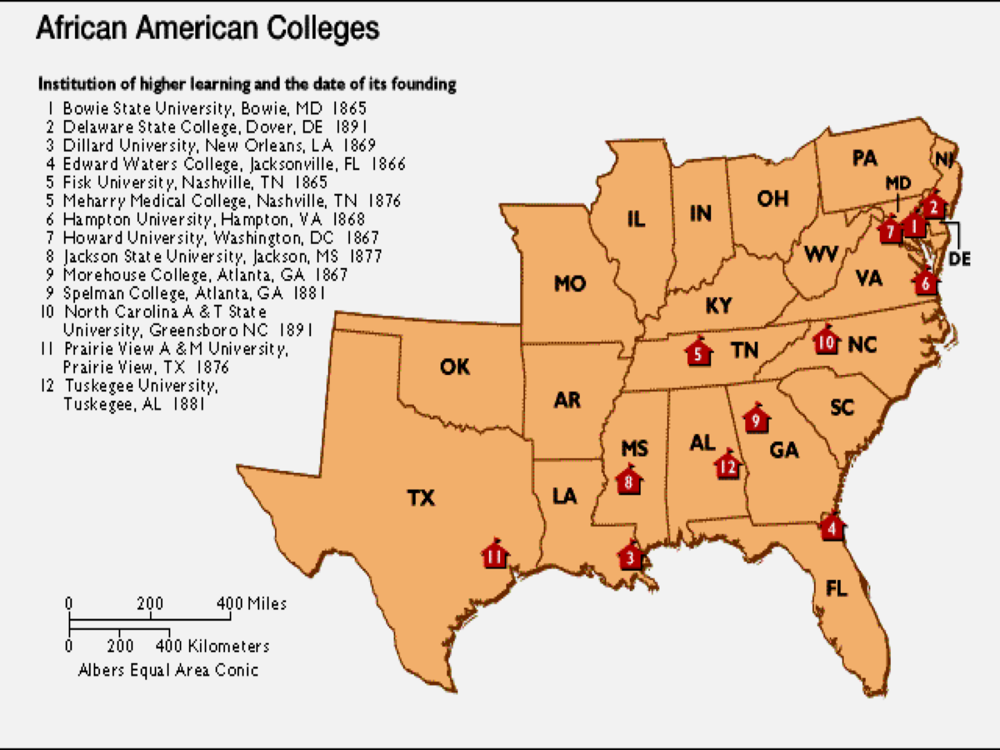 African American Colleges
Institution of higher learning and the date of its founding
1 Bowie State University, Bowie, MD 1865
2 Delaware State College, Dover, DE 1891
3 Dillard University, New Orleans, LA 1869
4 Edward Waters College, Jacksonville, FL 1866
5 Fisk University, Nashville, TN 1865
5 Meharry Medical College, Nashville, TN 1876
6 Hampton University, Hampton, VA 1868
7 Howard University, Washington, DC 1867
8 Jackson State University, Jackson, MS 1877
9 Morehouse College, Atlanta, GA 1867
9 Spelman College, Atlanta, GA 1881
10 North Carolina A & T State
University, Greensboro NC 1891
11 Prairie View A & M University,
Prairie View, TX 1876
12 Tuskegee University,
Tuskegee, AL 1881
PA
NJ
MD
OH
IN
IL
2
1
7
WV
DE
VA
6
MO
KY
10
NC
5
TN
OK
AR
SC
9
MS
AL
GA
12
8
TX
LA
4
11
3
FL
0 200 400 Miles
0 200 400 Kilometers
Albers Equal Area Conic